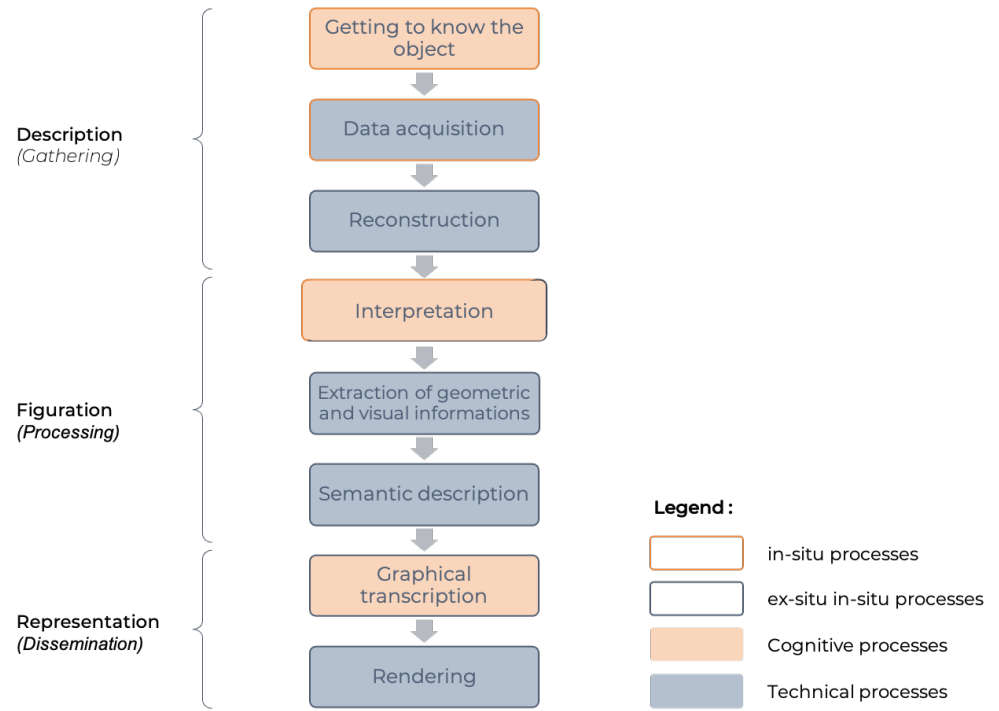 Getting to know the
object
Data acquisition
Description
(Gathering)
Reconstruction
Interpretation
Extraction of geometric
and visual informations
Figuration
(Processing)
Semantic description
Graphical
transcription
Representation
(Dissemination)
Rendering
Legend :
in-situ processes
ex-situ in-situ processes
Cognitive processes
Technical processes